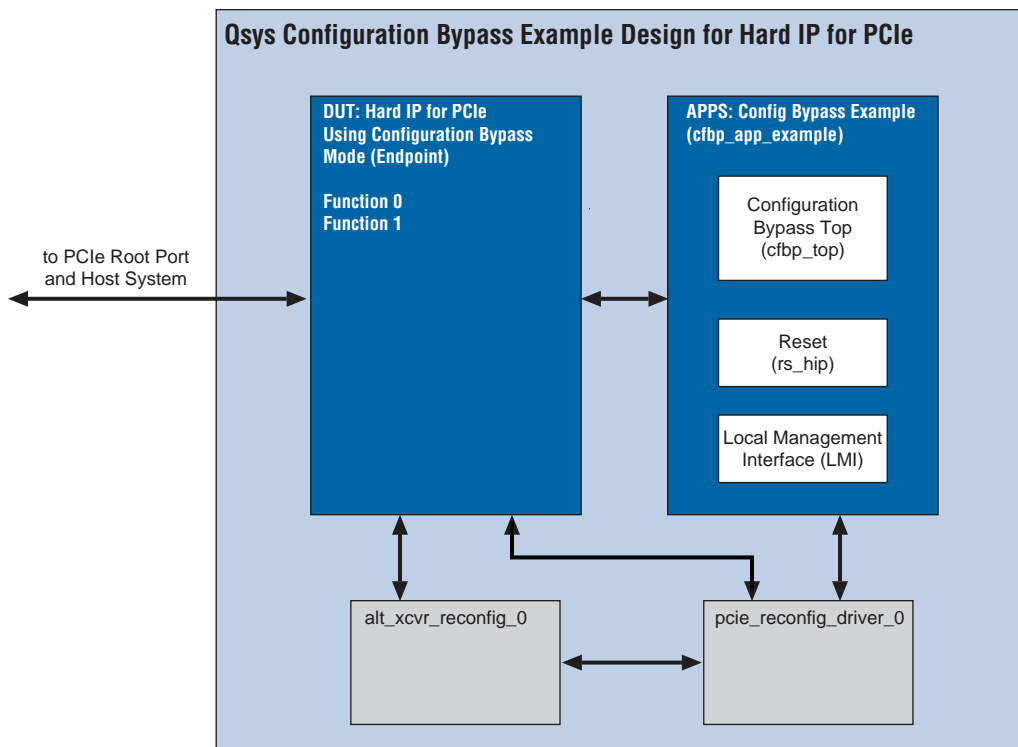 Qsys Configuration Bypass Example Design for Hard IP for PCIe
DUT: Hard IP for PCIe
Using Configuration Bypass
Mode (Endpoint)
Function 0
Function 1
APPS: Config Bypass Example
(cfbp_app_example)
Configuration
Bypass Top
(cfbp_top)
to PCIe Root Port
and Host System
Reset
(rs_hip)
Local Management
Interface (LMI)
alt_xcvr_reconfig_0
pcie_reconfig_driver_0